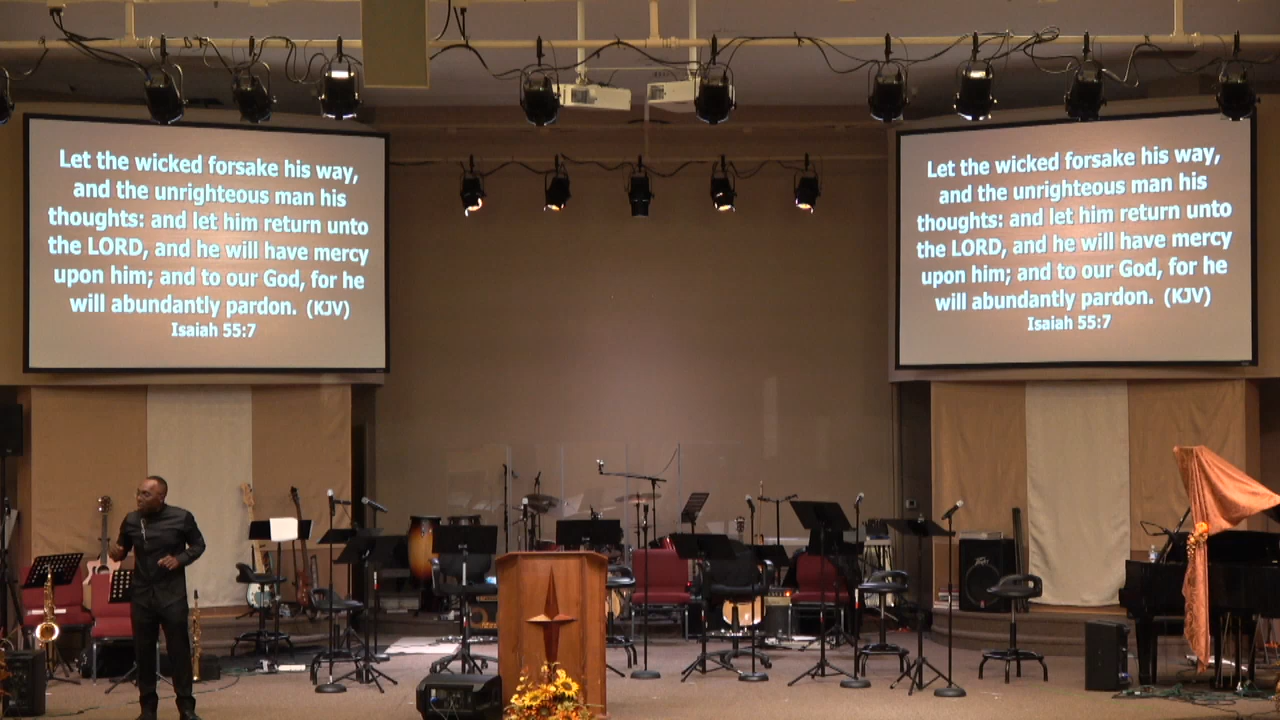 Let the wicked forsake his way,
and the unrighteous man his
thoughts: and let him return unto
the LORD, and he will have mercy
upon him; and to our God, for he
will abundantly pardon. (KJV)
Isaiah 55:7
Let the wicked forsake his way,
and the unrighteous man his
thoughts: and let him return unto
the LORD, and he will have mercy
upon him; and to our God, for he
will abundantly pardon. (KJV)
Isaiah 55:7
PEAVEY